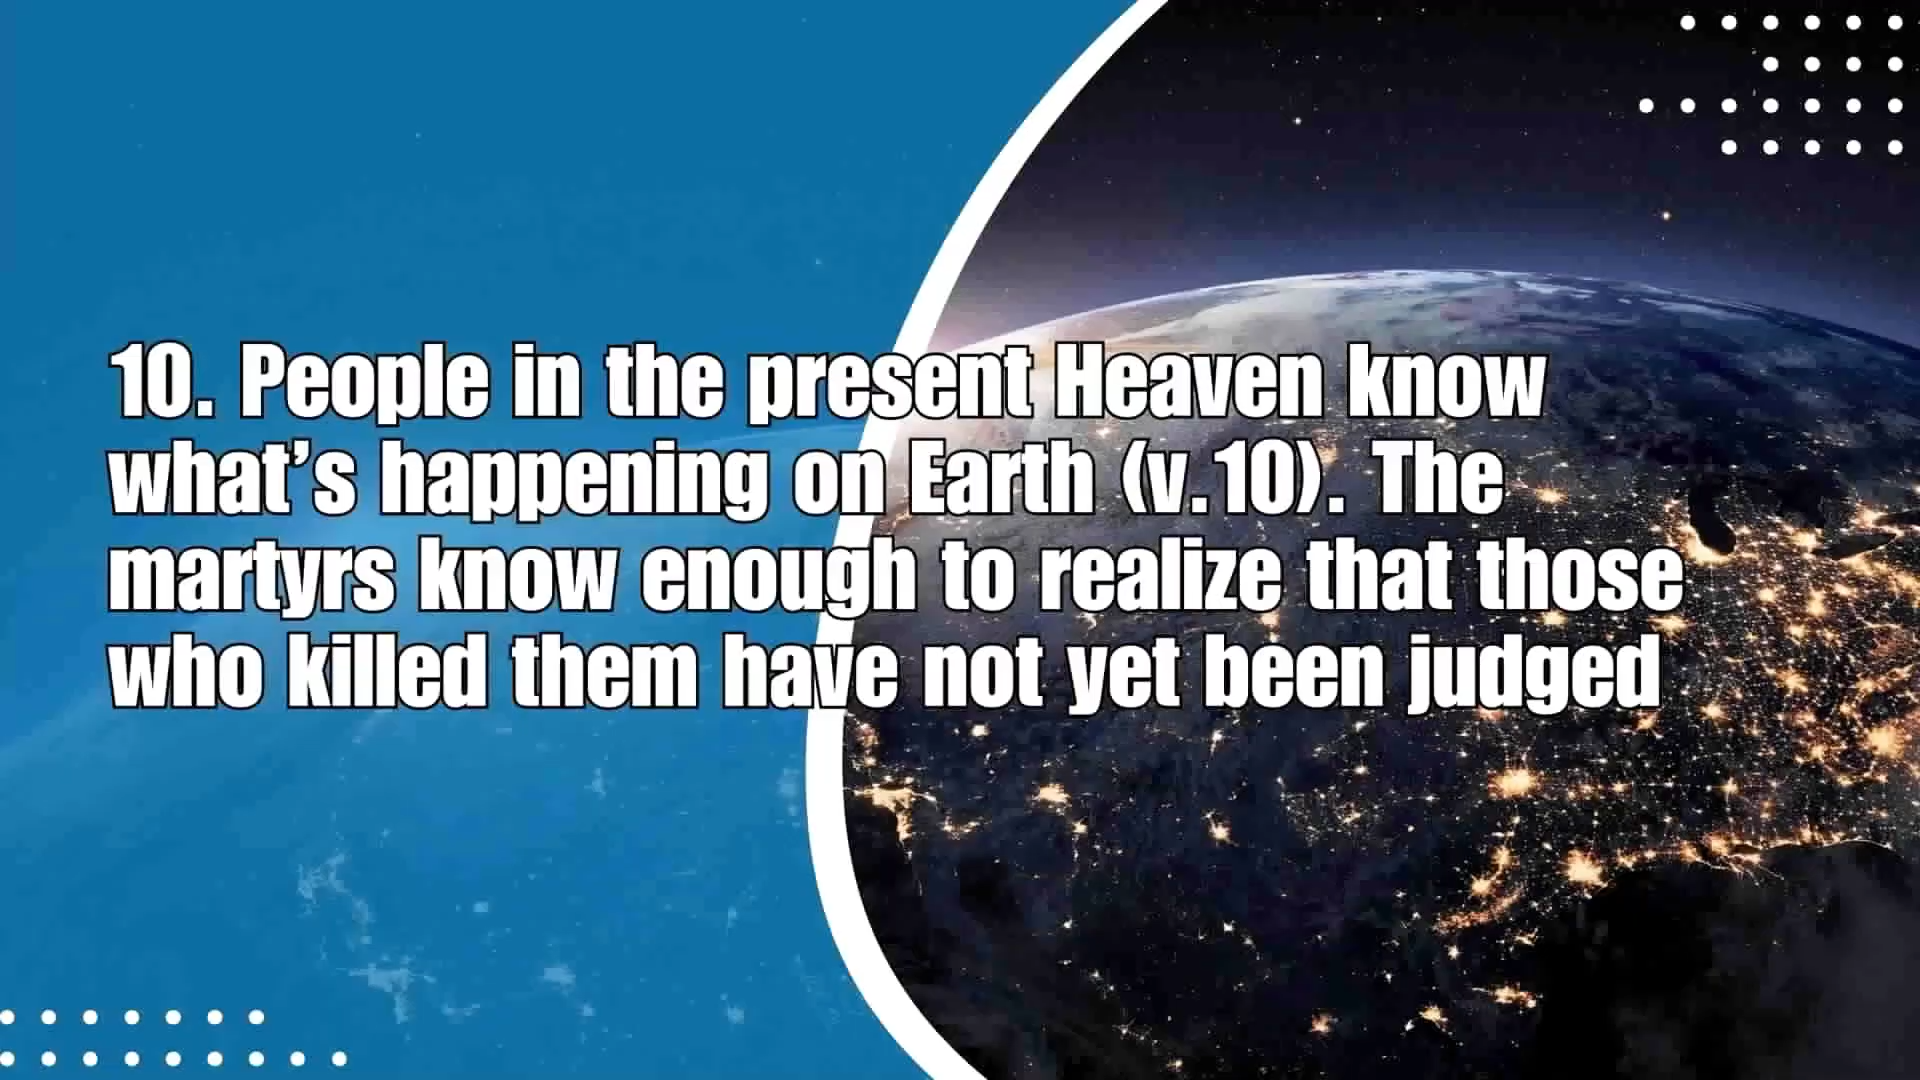 10. People in the present Heaven know
what’s happening on Earth (v.10). The
martyrs know enough to realize that those
who killed them have not yet been judged